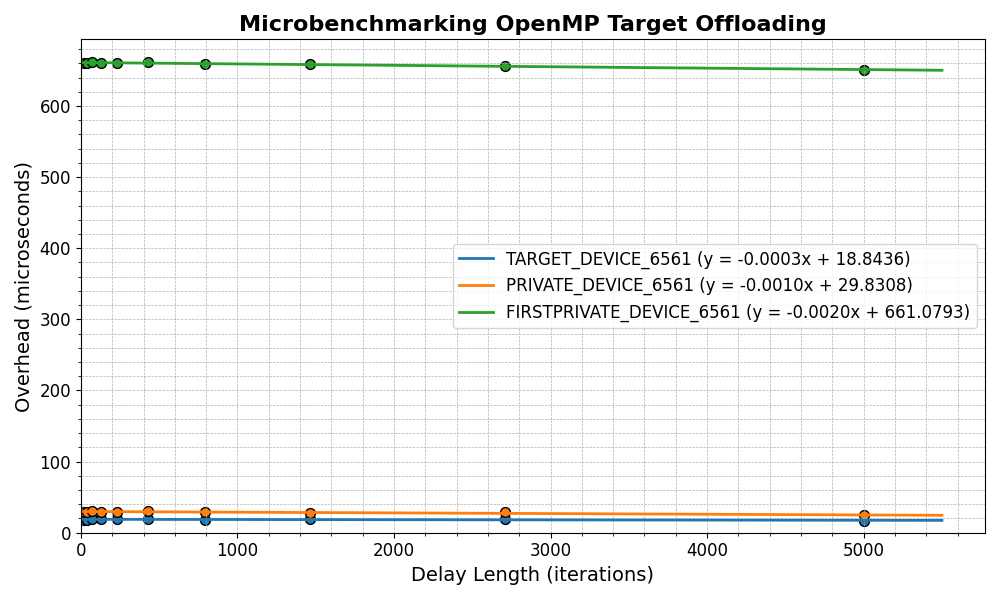 Microbenchmarking OpenMP Target Offloading
Overhead (microseconds)
600
500
400
300
200
100
0
TARGET_DEVICE_6561 (y = -0.0003x + 18.8436)
PRIVATE_DEVICE_6561 (y = -0.0010x + 29.8308)
FIRSTPRIVATE_DEVICE_6561 (y = -0.0020x + 661.0793)
0 1000 2000 3000 4000 5000
Delay Length (iterations)